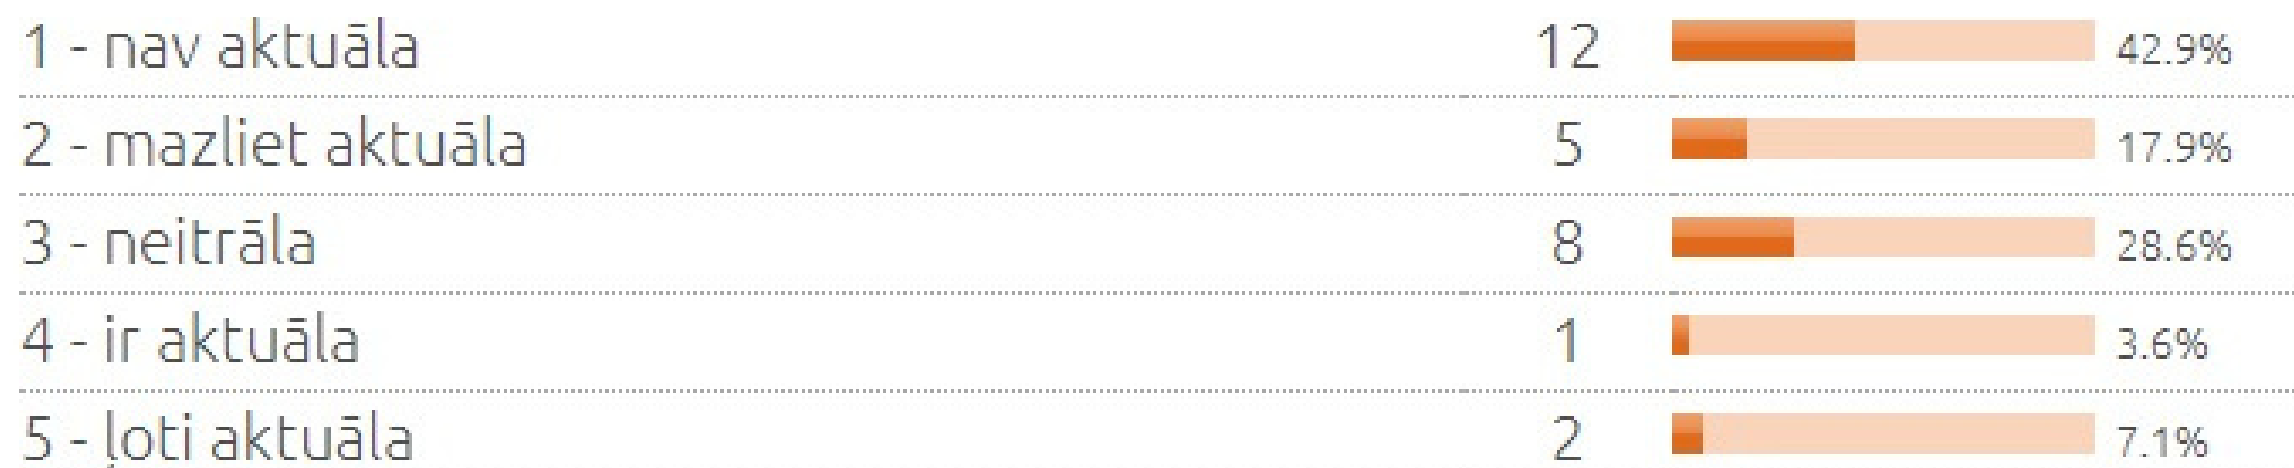 1 - nav aktuāla 12 42.9%
2 - mazliet aktuāla 5 17.9%
3 - neitrāla 8 28.6%
4 - ir aktuāla 1 3.6%
5 - ļoti aktuāla 2 7.1%